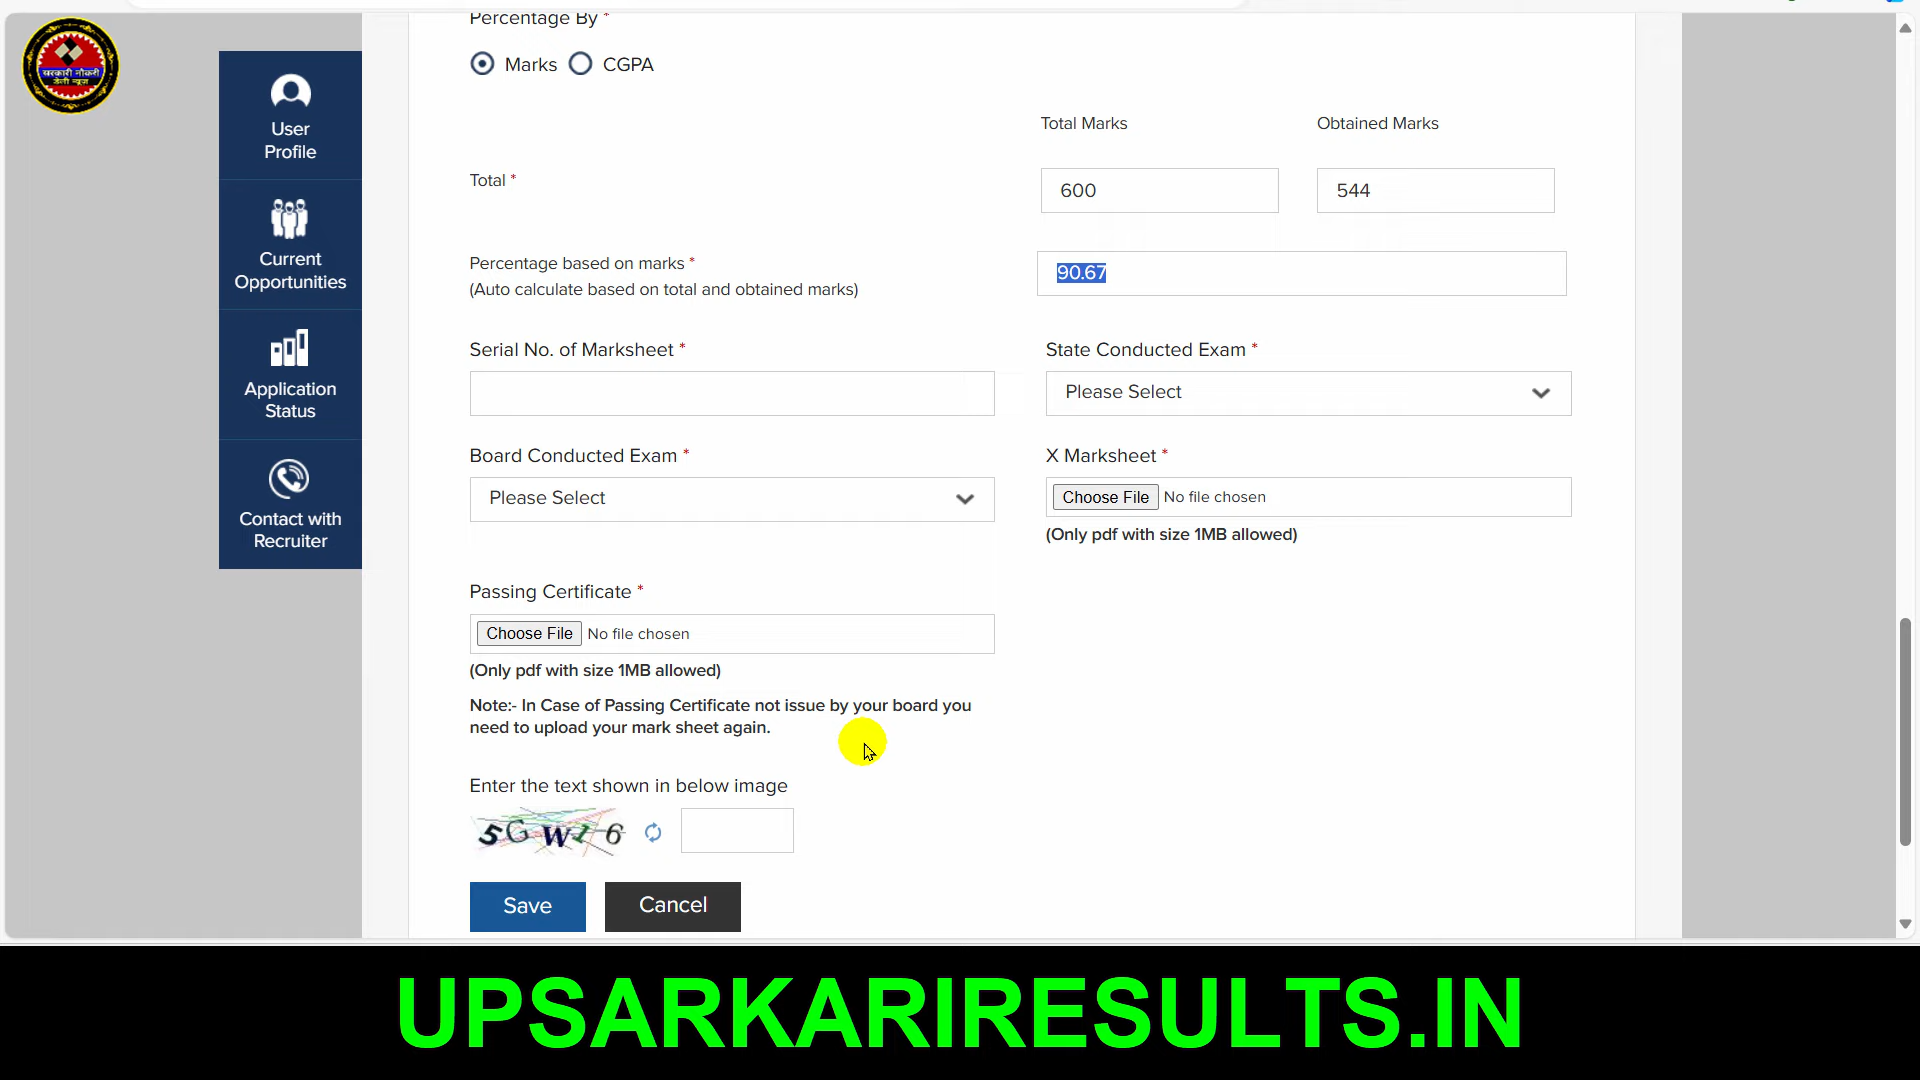 Percentage By *
Marks
CGPA
सरकारी नौकरी
डेली न्यूज
User
Profile
Total Marks
Obtained Marks
Total *
600
544
Current
Opportunities
Percentage based on marks *
(Auto calculate based on total and obtained marks)
90.67
Serial No. of Marksheet *
State Conducted Exam *
Please Select
Application
Status
Board Conducted Exam *
Please Select
X Marksheet *
Choose File No file chosen
(Only pdf with size 1MB allowed)
Contact with
Recruiter
Passing Certificate *
Choose File No file chosen
(Only pdf with size 1MB allowed)
Note:- In Case of Passing Certificate not issue by your board you
need to upload your mark sheet again.
Enter the text shown in below image
5GW16
Save
Cancel
UPSARKARIRESULTS.IN